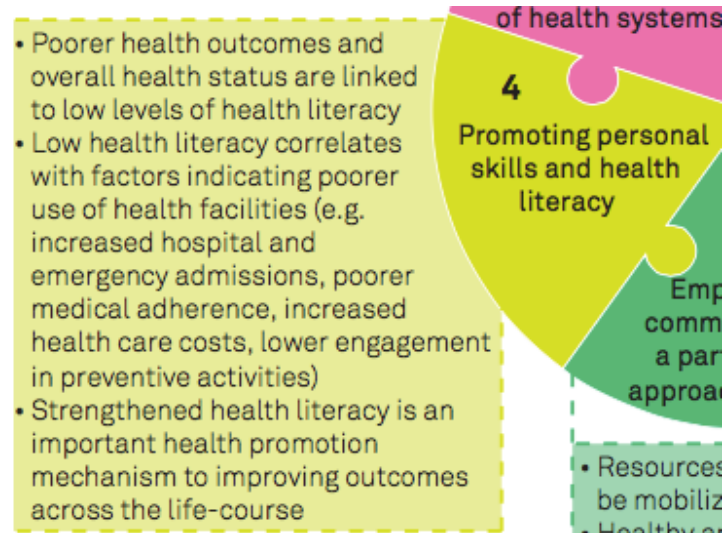 • Poorer health outcomes and
overall health status are linked
to low levels of health literacy
• Low health literacy correlates
with factors indicating poorer
use of health facilities (e.g.
increased hospital and
emergency admissions, poorer
medical adherence, increased
health care costs, lower engagement
in preventive activities)
• Strengthened health literacy is an
important health promotion
mechanism to improving outcomes
across the life-course
of health systems
4
Promoting personal
skills and health
literacy
a
• Resources
be
• Healthy